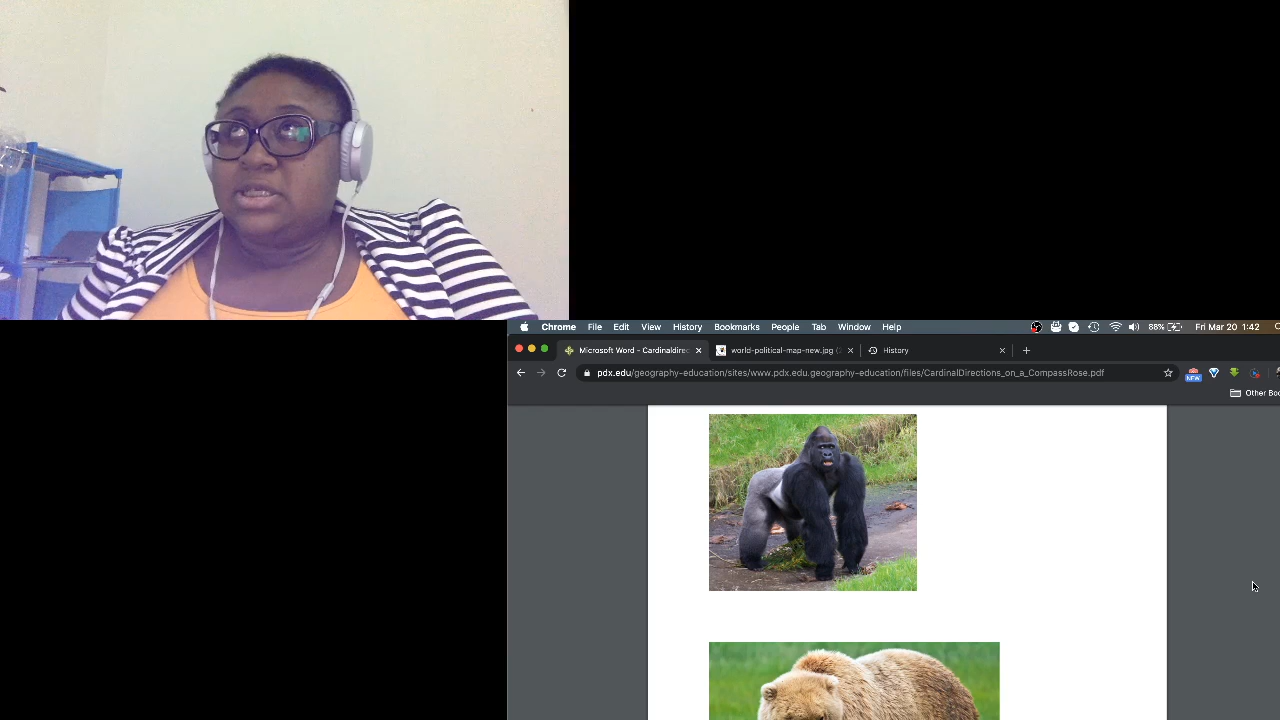 Chrome File Edit View History Bookmarks People Tab Window Help 88% Fri Mar 20 1:42
Microsoft Word - Cardinaldirec world-political-map-new.jpg ( History
pdx.edu/geography-education/sites/www.pdx.edu.geography-education/files/CardinalDirections_on_a_CompassRose.pdf NEW
Other Boo